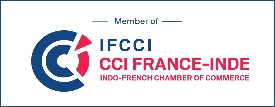 Member of
IFCCI
CCI FRANCE-INDE
INDO-FRENCH CHAMBER OF COMMERCE